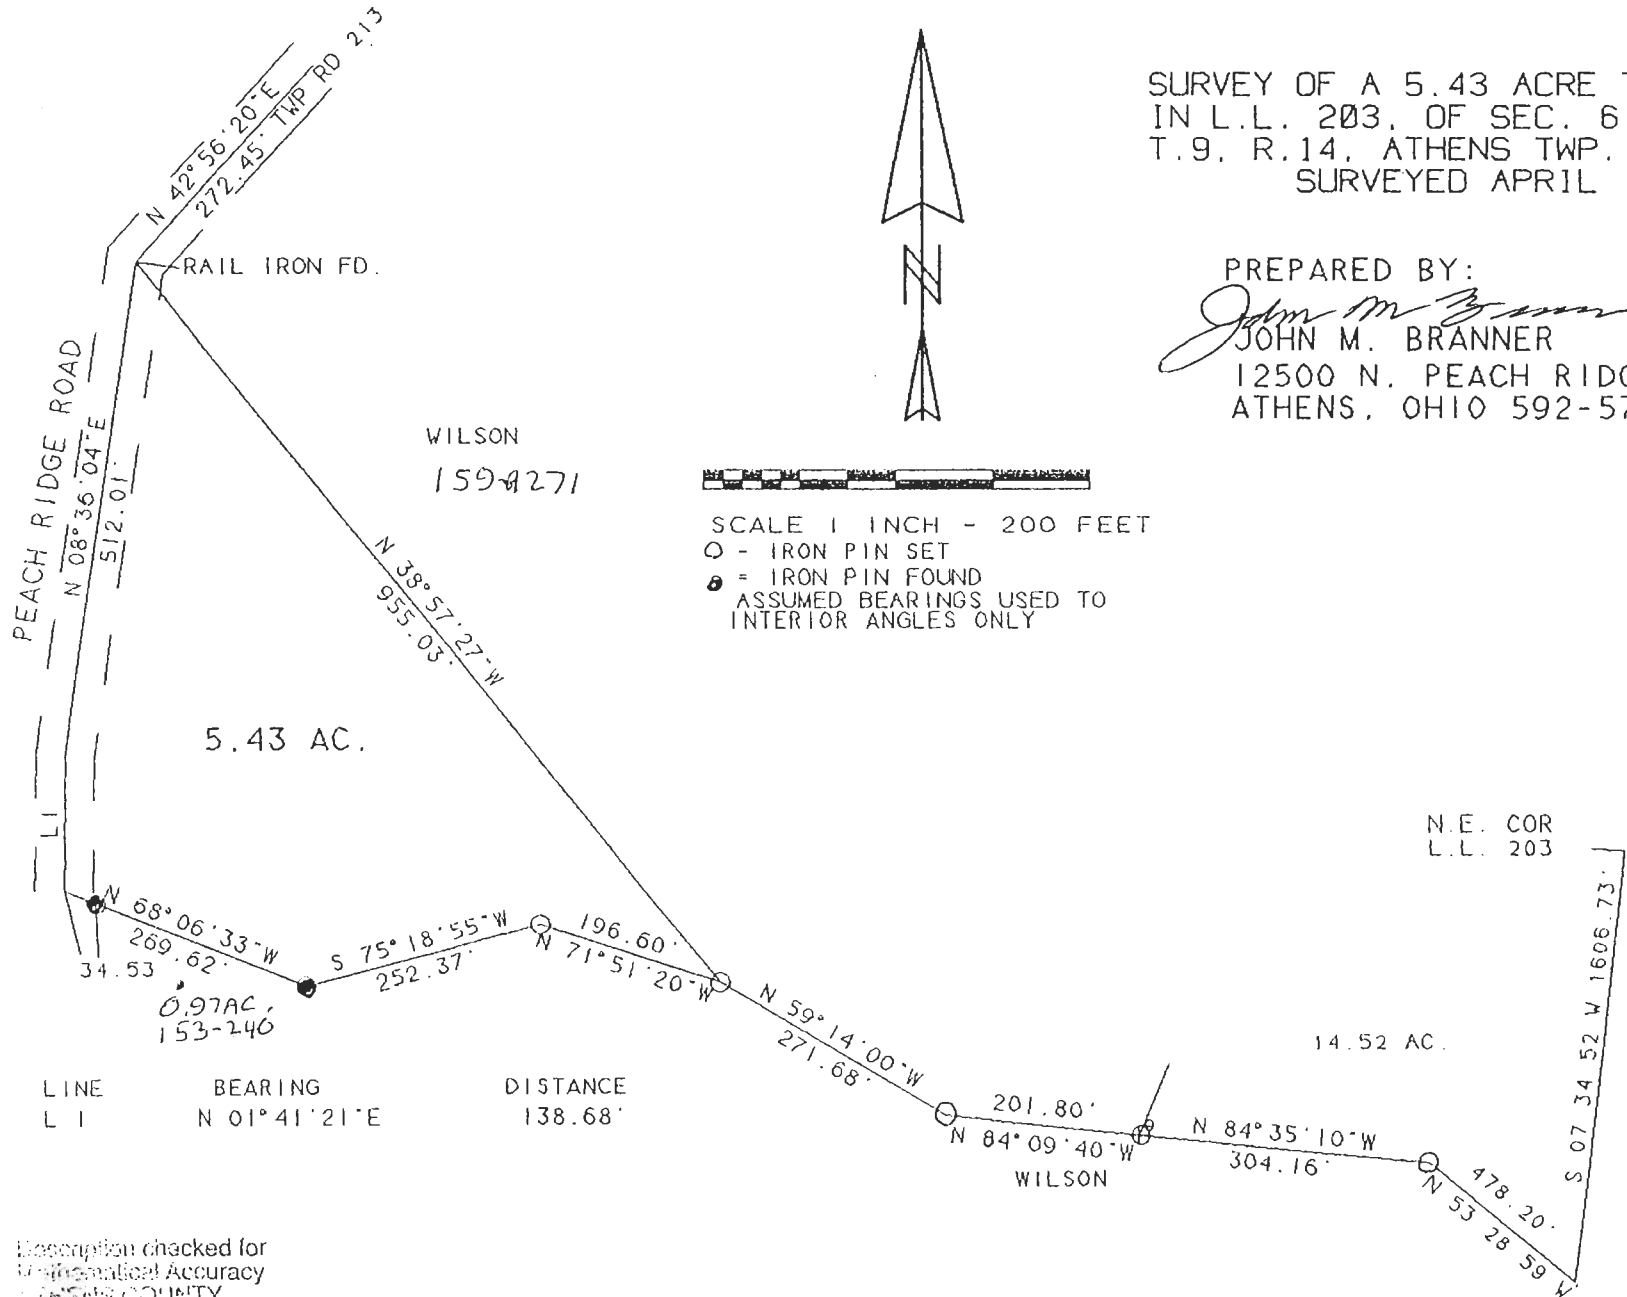 SURVEY OF A 5.43 ACRE
IN L.L. 203, OF SEC. 6
T.9, R.14, ATHENS TWP.
SURVEYED APRIL
PREPARED BY:
John M
JOHN M. BRANNER
12500 N. PEACH
ATHENS, OHIO
N 42°56'20"E
272.45' TWP RD 213
RAIL IRON FD.
PEACH RIDGE ROAD
N 08°36'04"E
512.01'
WILSON
159-271
SCALE 1 INCH - 200 FEET
O - IRON PIN SET
= IRON PIN FOUND
ASSUMED BEARINGS USED TO
INTERIOR ANGLES ONLY
N 38°57'27"W
955.03'
5.43 AC.
L1
N.E. COR
L.L. 203
S 07 34 52 W 1606.73'
N 68°06'33"W
269.62'
34.53
0.97AC.
153-240
S 75°18'55"W
252.37'
196.60'
N 71°51'20"W
N 59°14'00"W
271.68'
14.52 AC.
201.80'
N 84°09'40"W
WILSON
N 84°35'10"W
304.16'
478.20'
N 53 28 59 W
LINE BEARING DISTANCE
L 1 N 01°41'21"E 138.68'
Description checked for
Mathematical Accuracy
COUNTY